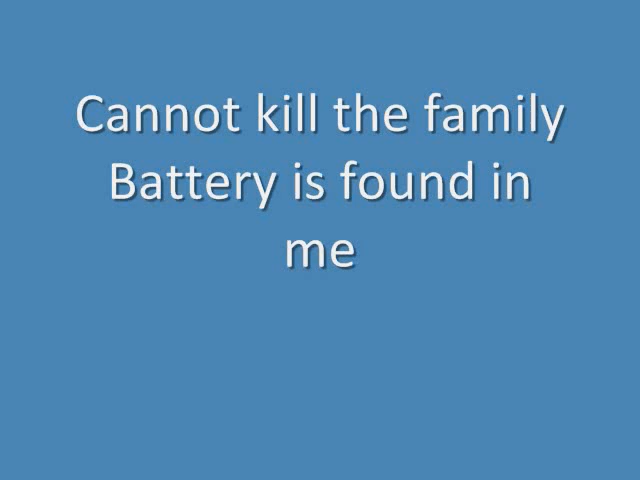 Cannot kill the family
Battery is found in
me